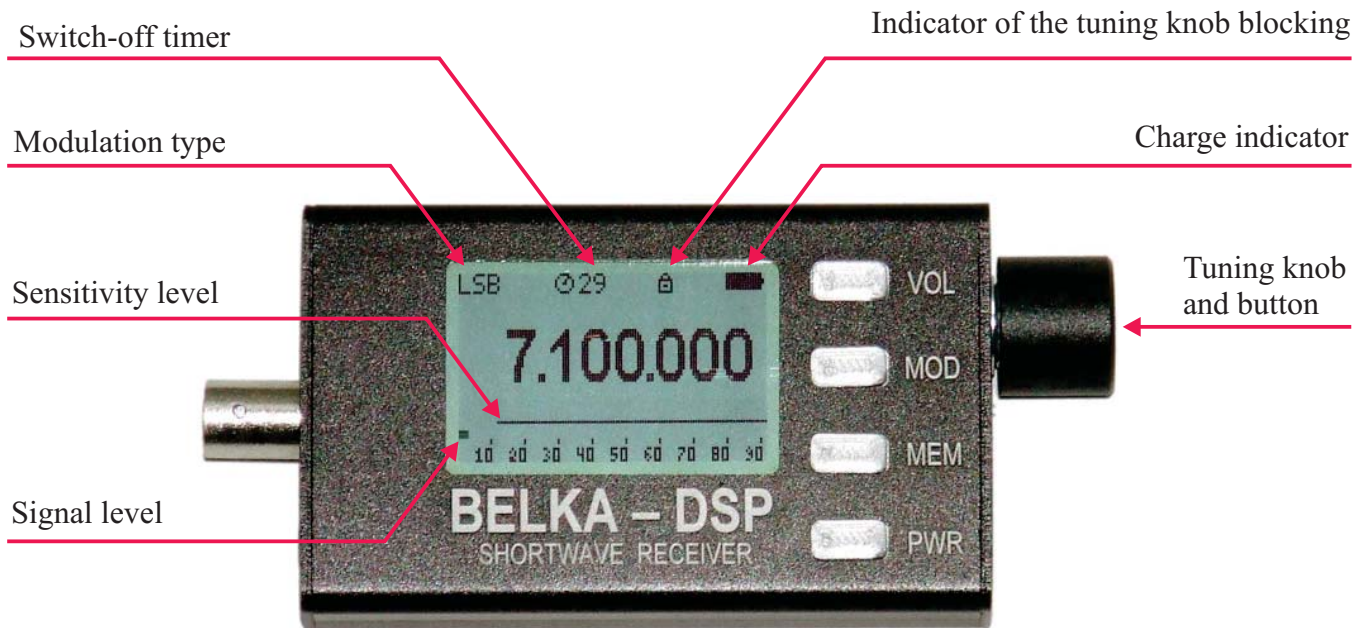 Switch-off timer
Indicator of the tuning knob blocking
Modulation type
Charge indicator
Sensitivity level
Tuning knob
and button
Signal level
LSB 29
7.100.000
10 20 30 40 50 60 70 80 90
VOL
MOD
MEM
PWR
BELKA – DSP
SHORTWAVE RECEIVER